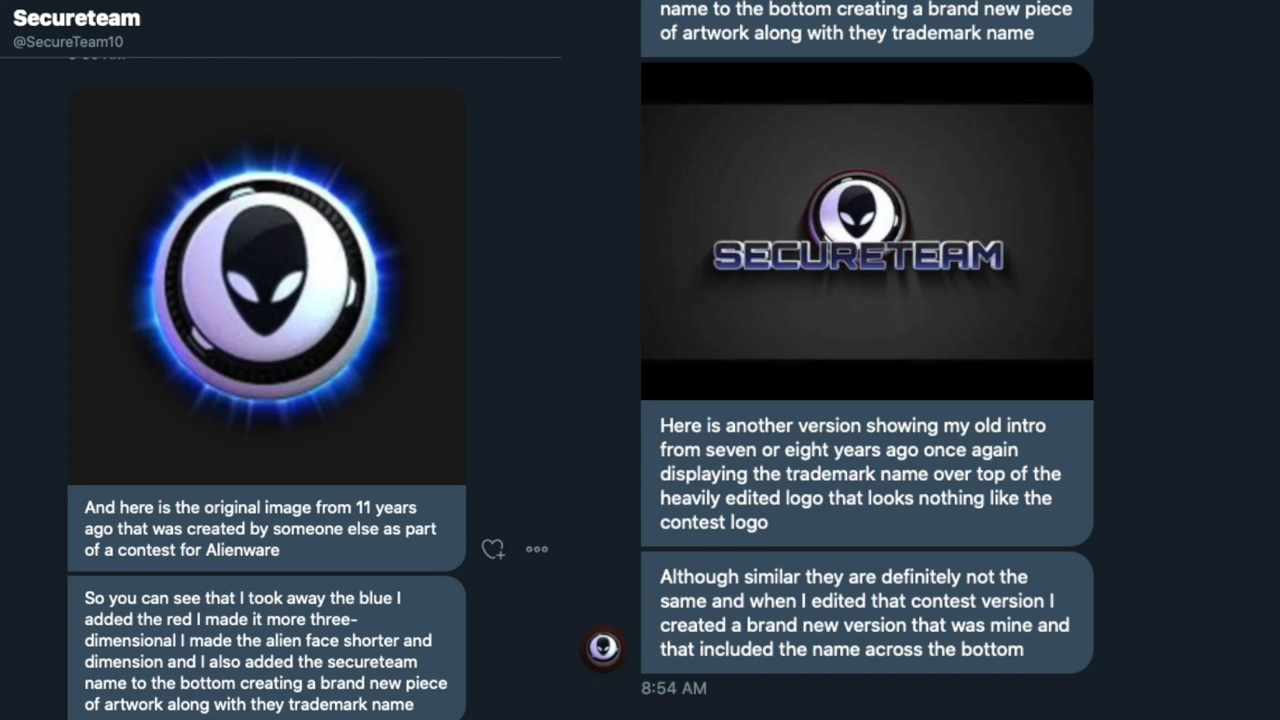 Secureteam
@SecureTeam10
And here is the original image from 11 years
ago that was created by someone else as part
of a contest for Alienware
So you can see that I took away the blue I
added the red I made it more three-
dimensional I made the alien face shorter and
dimension and I also added the secureteam
name to the bottom creating a brand new piece
of artwork along with they trademark name
name to the bottom creating a brand new piece
of artwork along with they trademark name
SECURETEAM
Here is another version showing my old intro
from seven or eight years ago once again
displaying the trademark name over top of the
heavily edited logo that looks nothing like the
contest logo
Although similar they are definitely not the
same and when I edited that contest version I
created a brand new version that was mine and
that included the name across the bottom
8:54 AM